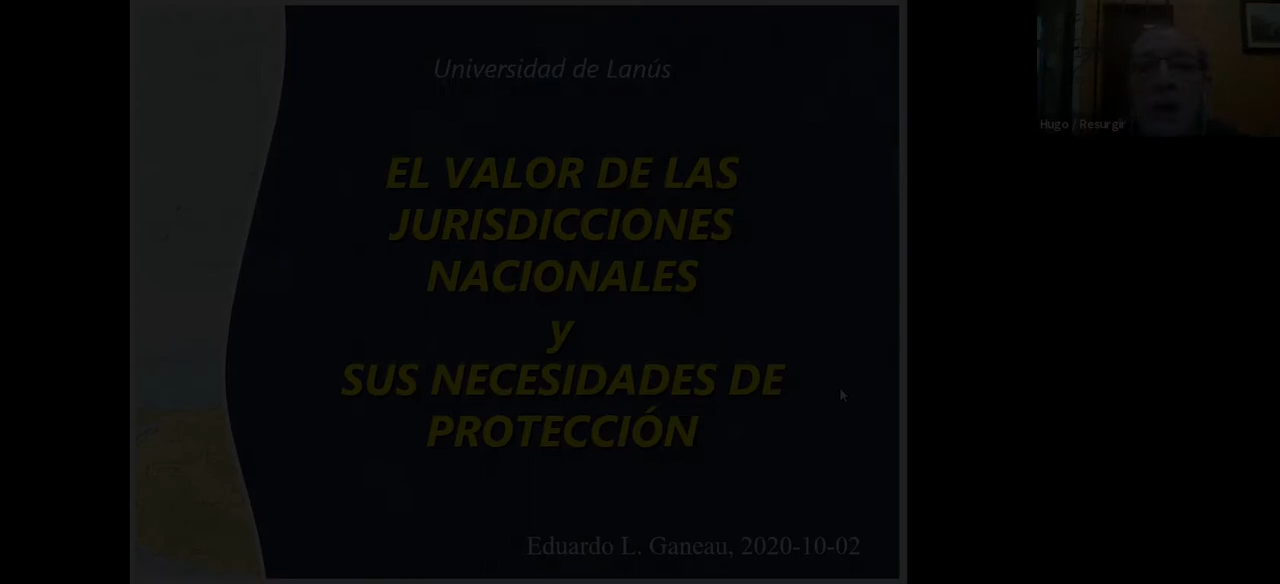 Universidad de Lanús
EL VALOR DE LAS
JURISDICCIONES
NACIONALES
y
SUS NECESIDADES DE
PROTECCIÓN
Eduardo L. Ganeau, 2020-10-02
Hugo / Resurgir